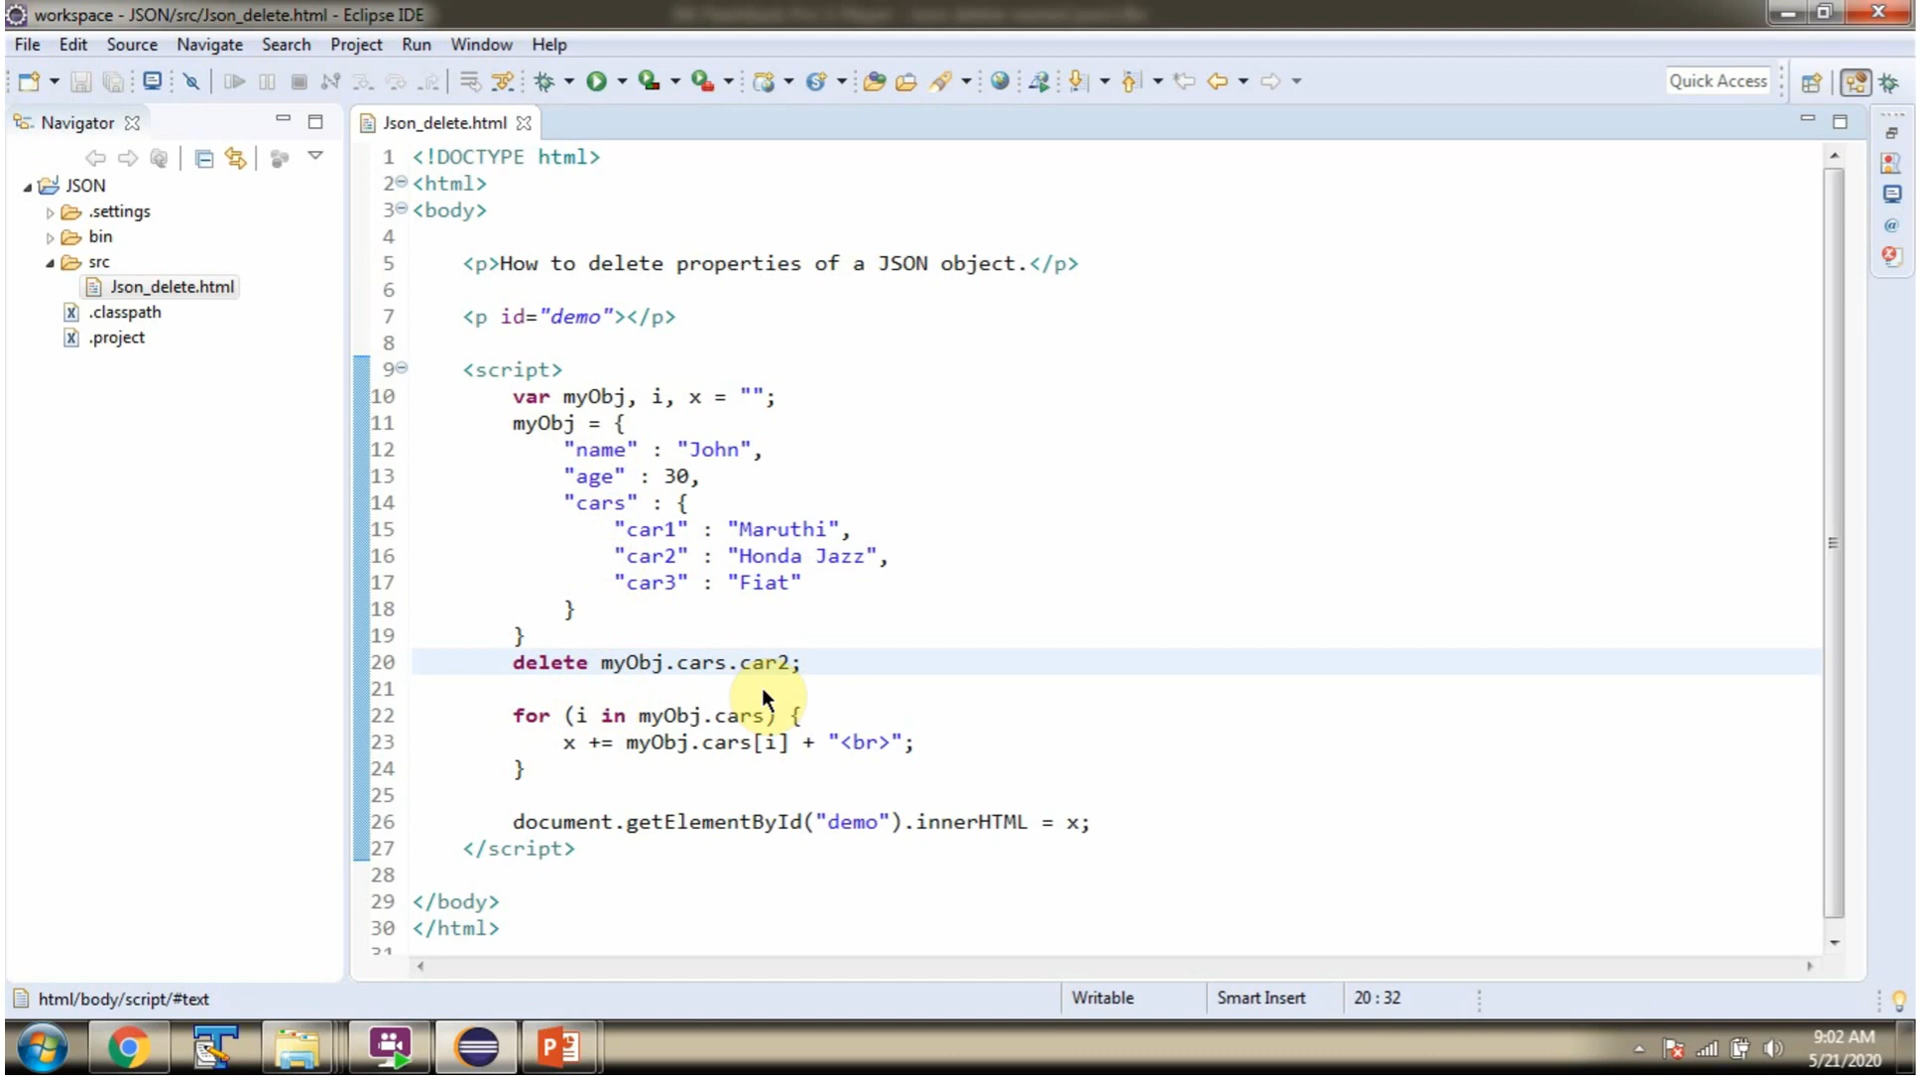 workspace - JSON/src/Json_delete.html - Eclipse IDE
File Edit Source Navigate Search Project Run Window Help
Quick Access
Navigator
JSON
.settings
bin
src
Json_delete.html
.classpath
.project
Json_delete.html
1 <!DOCTYPE html>
2 <html>
3 <body>
4
5 <p>How to delete properties of a JSON object.</p>
6
7 <p id="demo"></p>
8
9 <script>
10 var myObj, i, x = "";
11 myObj = {
12 "name" : "John",
13 "age" : 30,
14 "cars" : {
15 "car1" : "Maruthi",
16 "car2" : "Honda Jazz",
17 "car3" : "Fiat"
18 }
19 }
20 delete myObj.cars.car2;
21
22 for (i in myObj.cars) {
23 x += myObj.cars[i] + "<br>";
24 }
25
26 document.getElementById("demo").innerHTML = x;
27 </script>
28
29 </body>
30 </html>
31
html/body/script/#text
Writable
Smart Insert
20 : 32
9:02 AM
5/21/2020